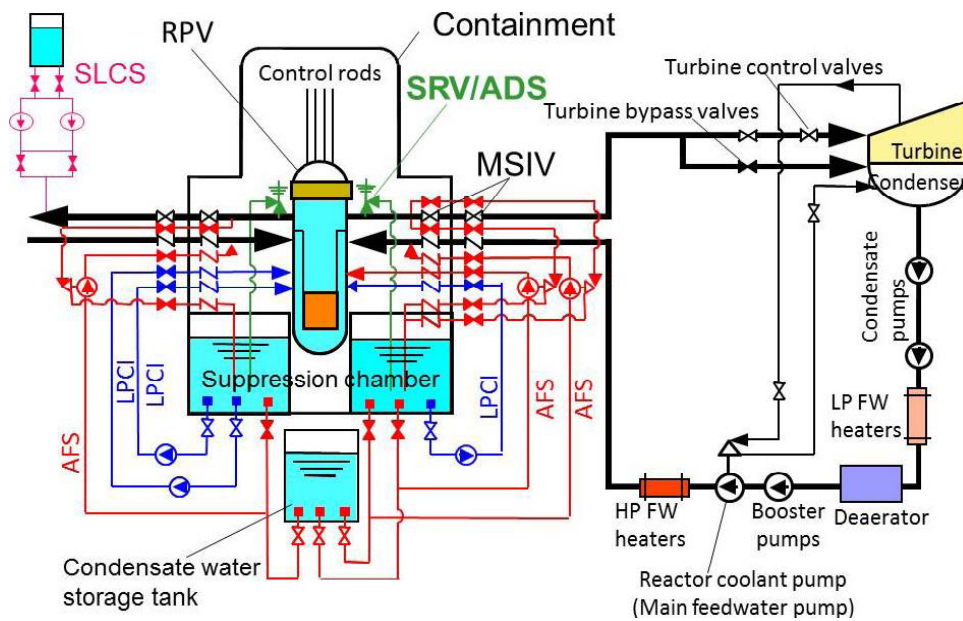 SLCS
RPV
Containment
Control rods
SRV/ADS
MSIV
Turbine control valves
Turbine bypass valves
Turbine
Condenser
Condensate
pumps
LP FW
heaters
Deaerator
Booster
pumps
HP FW
heaters
Reactor coolant pump
(Main feedwater pump)
Suppression chamber
AFS
LPCI
LPCI
LPCI
AFS
AFS
Condensate water
storage tank